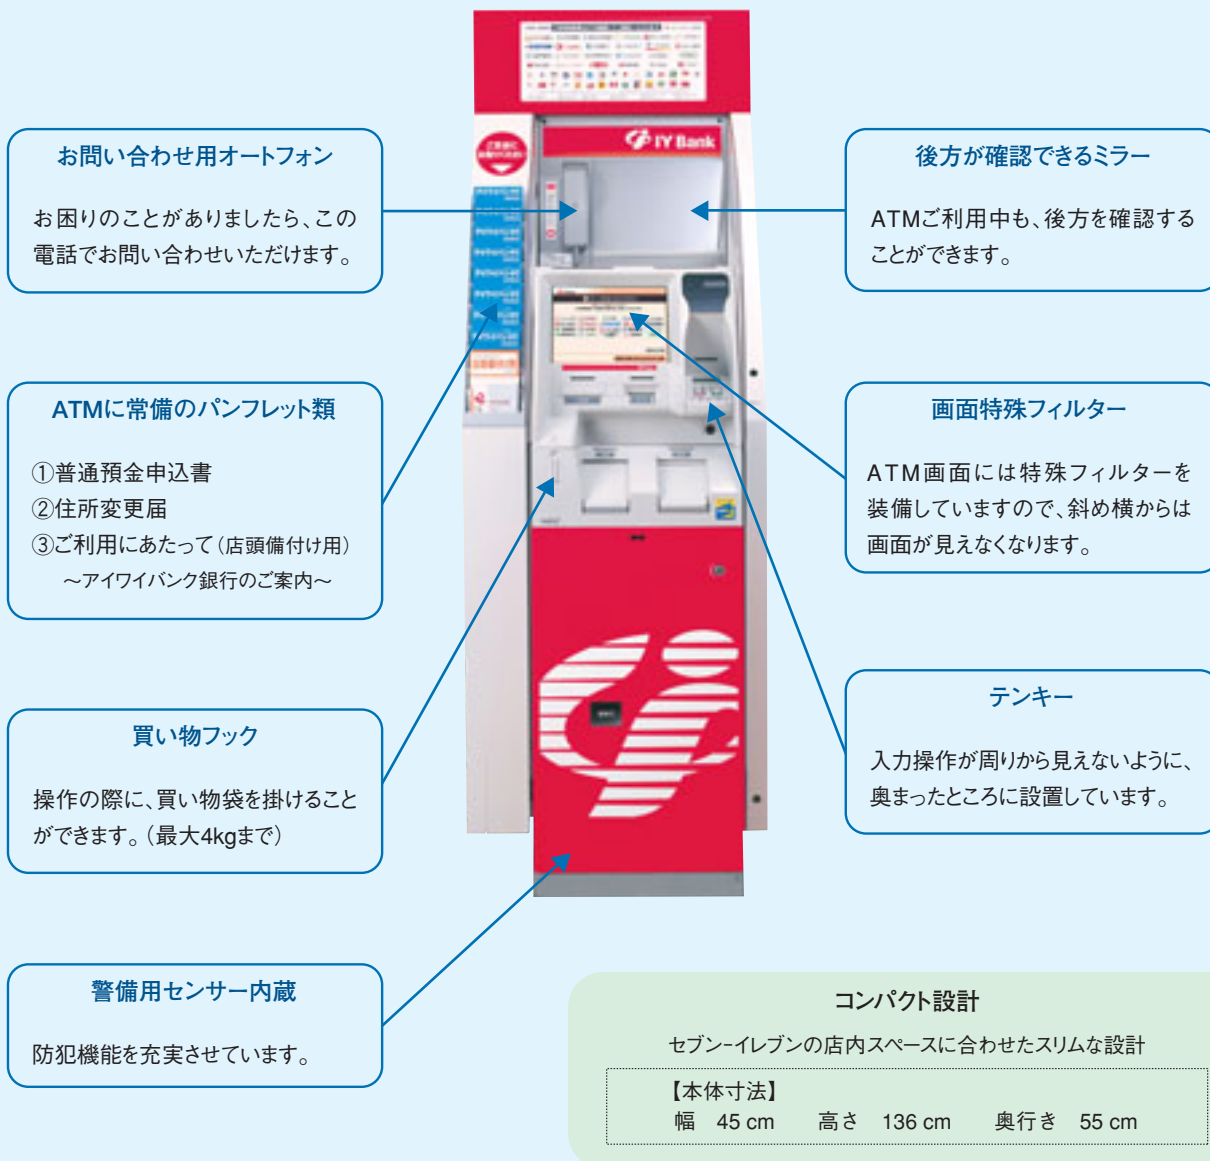 IY Bank
お問い合わせ用オートフォン
お困りのことがありましたら、この
電話でお問い合わせいただけます。
ATMに常備のパンフレット類
①普通預金申込書
②住所変更届
③ご利用にあたって（店頭備付け用）
～アイワイバンク銀行のご案内～
買い物フック
操作の際に、買い物袋を掛けること
ができます。（最大4kgまで）
警備用センサー内蔵
防犯機能を充実させています。
後方が確認できるミラー
ATMご利用中も、後方を確認する
ことができます。
画面特殊フィルター
ATM画面には特殊フィルターを
装備していますので、斜め横からは
画面が見えなくなります。
テンキー
入力操作が周りから見えないように、
奥まったところに設置しています。
コンパクト設計
セブン-イレブンの店内スペースに合わせたスリムな設計
【本体寸法】
幅 45 cm 高さ 136 cm 奥行き 55 cm